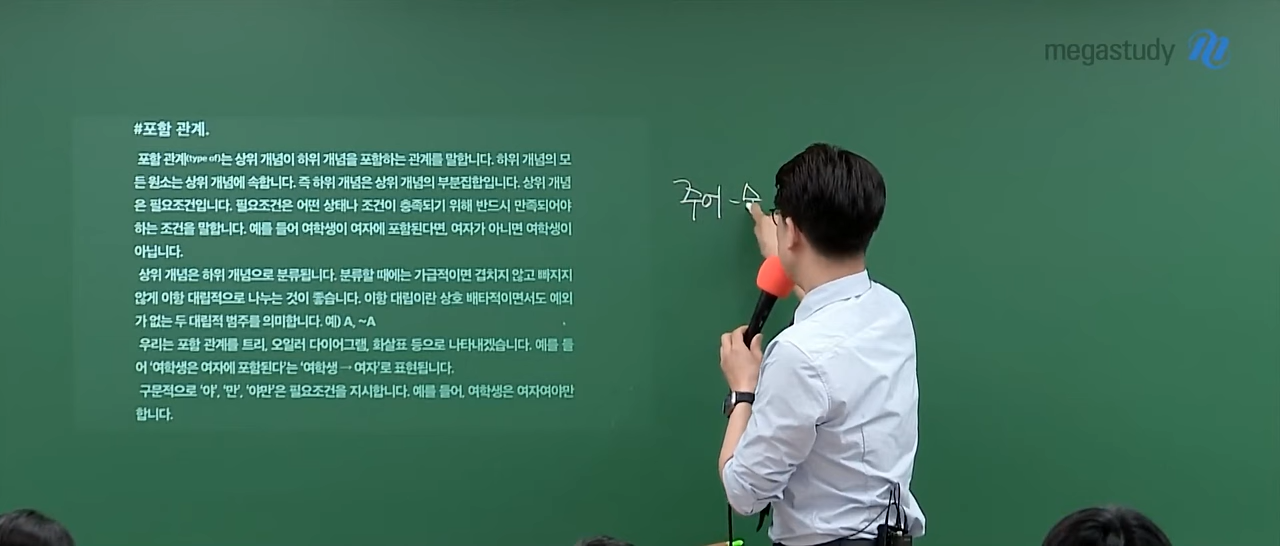 megastudy
#포함 관계.
포함 관계(type of)는 상위 개념이 하위 개념을 포함하는 관계를 말합니다. 하위 개념의 모
든 원소는 상위 개념에 속합니다. 즉 하위 개념은 상위 개념의 부분집합입니다. 상위 개념
은 필요조건입니다. 필요조건은 어떤 상태나 조건이 충족되기 위해 반드시 만족되어야
하는 조건을 말합니다. 예를 들어 여학생이 여자에 포함된다면, 여자가 아니면 여학생이
아닙니다.
상위 개념은 하위 개념으로 분류됩니다. 분류할 때에는 가급적이면 겹치지 않고 빠지지
않게 이항 대립적으로 나누는 것이 좋습니다. 이항 대립이란 상호 배타적이면서도 예외
가 없는 두 대립적 범주를 의미합니다. 예) A, ~A
우리는 포함 관계를 트리, 오일러 다이어그램, 화살표 등으로 나타내겠습니다. 예를 들
어 '여학생은 여자에 포함된다'는 '여학생 → 여자'로 표현됩니다.
구문적으로 '야', '만', '야만'은 필요조건을 지시합니다. 예를 들어, 여학생은 여자여야만
합니다.
주어 - 수